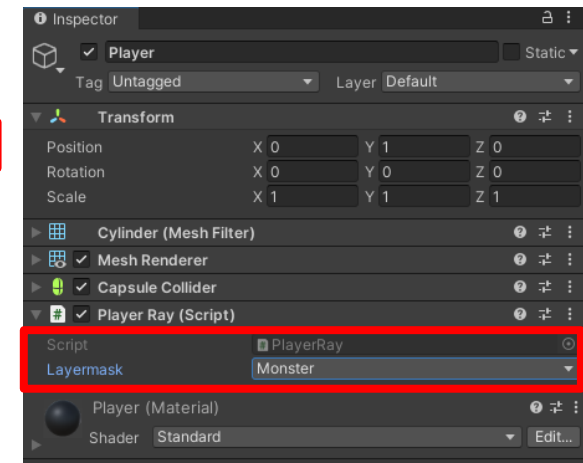 Inspector
Player Static
Tag Untagged Layer Default
Transform
Position X 0 Y 1 Z 0
Rotation X 0 Y 0 Z 0
Scale X 1 Y 1 Z 1
Cylinder (Mesh Filter)
Mesh Renderer
Capsule Collider
# Player Ray (Script)
Script # PlayerRay
Layermask Monster
Player (Material)
Shader Standard Edit...